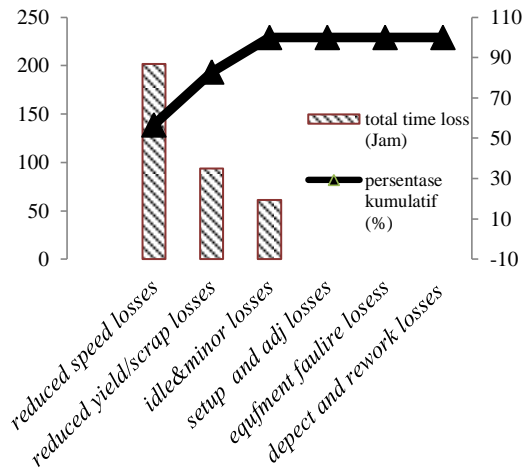 250
200
150
100
50
0
110
90
70
50
30
10
-10
total time loss
(Jam)
persentase
kumulatif
(%)
reduced speed losses
reduced yield/scrap losses
idle&minor losses
setup and adj losses
equfment faulire losess
depect and rework losses